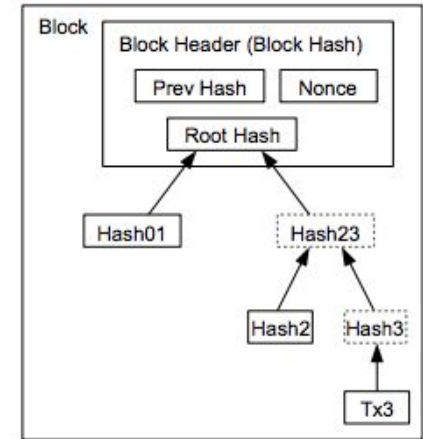 Block
Block Header (Block Hash)
Prev Hash
Nonce
Root Hash
Hash01
Hash23
Hash2
Hash3
Tx3